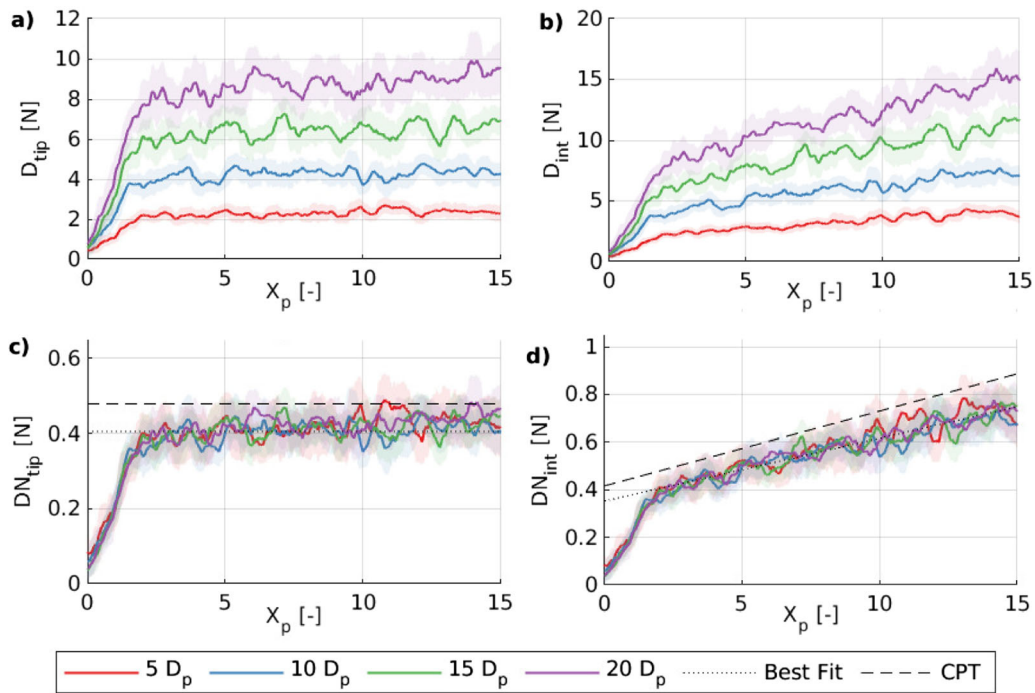 a)
12
10
8
6
4
2
0
D_tip [N]
0 5 10 15
X_p [-]
b)
20
15
10
5
0
D_int [N]
0 5 10 15
X_p [-]
c)
0.6
0.4
0.2
0
DN_tip [N]
0 5 10 15
X_p [-]
d)
1
0.8
0.6
0.4
0.2
0
DN_int [N]
0 5 10 15
X_p [-]
5 D_p 10 D_p 15 D_p 20 D_p Best Fit CPT